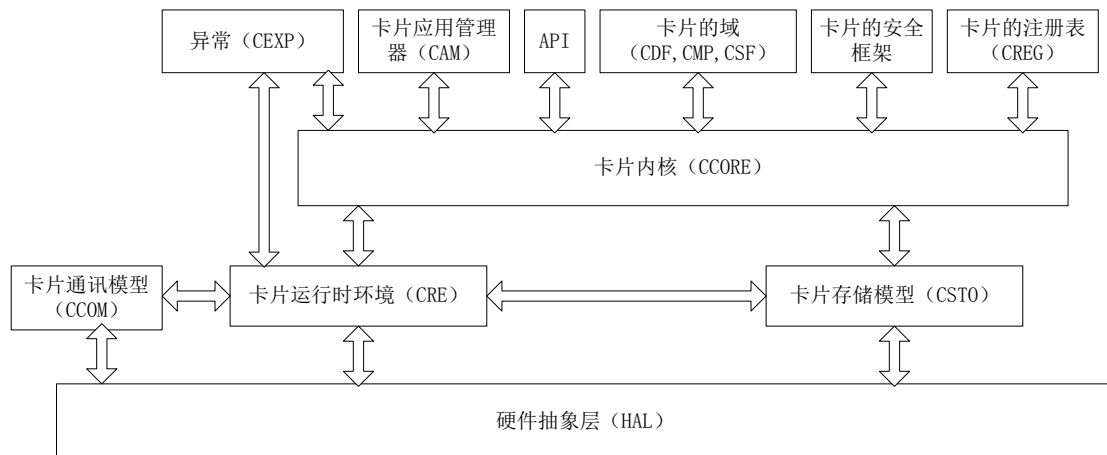 异常（CEXP）
卡片应用管理
器（CAM）
API
卡片的域
（CDF,CMP,CSF）
卡片的安全
框架
卡片的注册表
（CREG）
卡片内核（CCORE）
卡片通讯模型
（CCOM）
卡片运行时环境（CRE）
卡片存储模型（CSTO）
硬件抽象层（HAL）